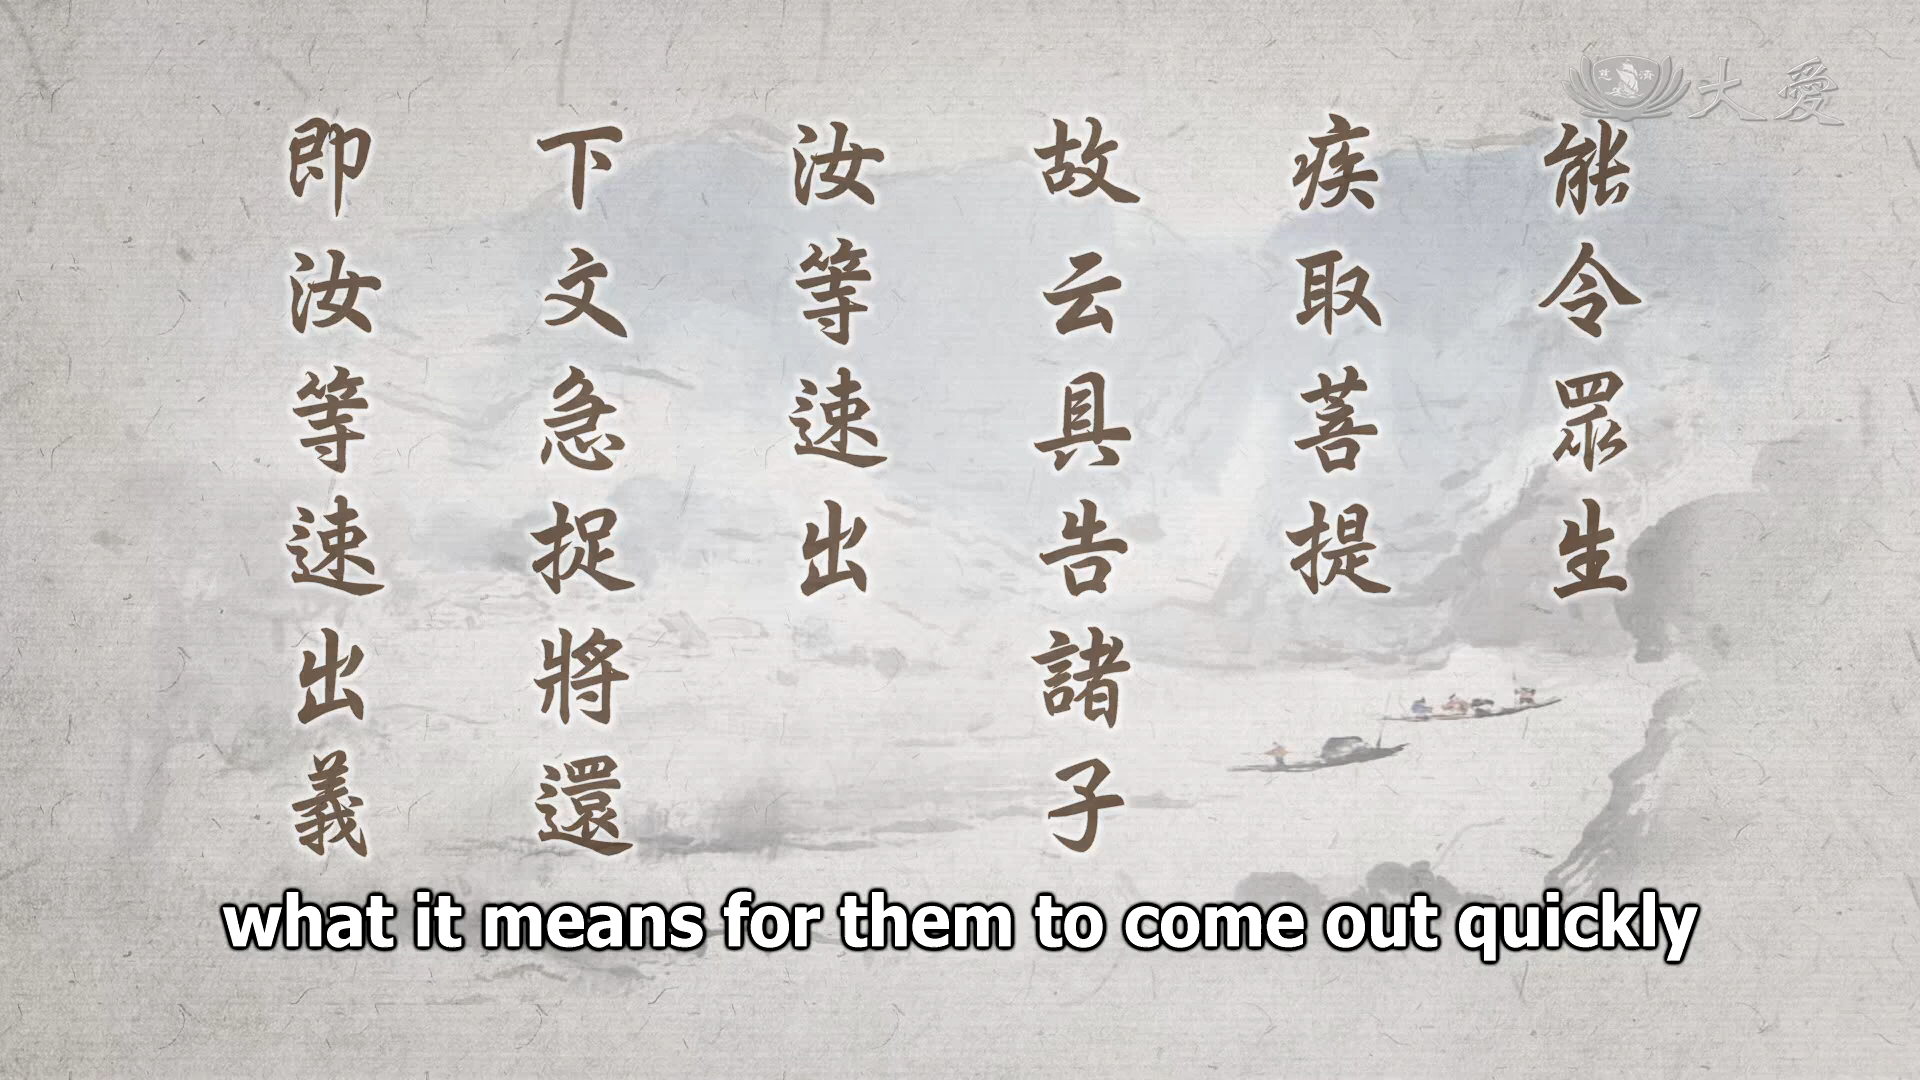 能令眾生
疾取菩提
故云具告諸子
汝等速出
下文急捉將還
即汝等速出義
what it means for them to come out quickly
大愛